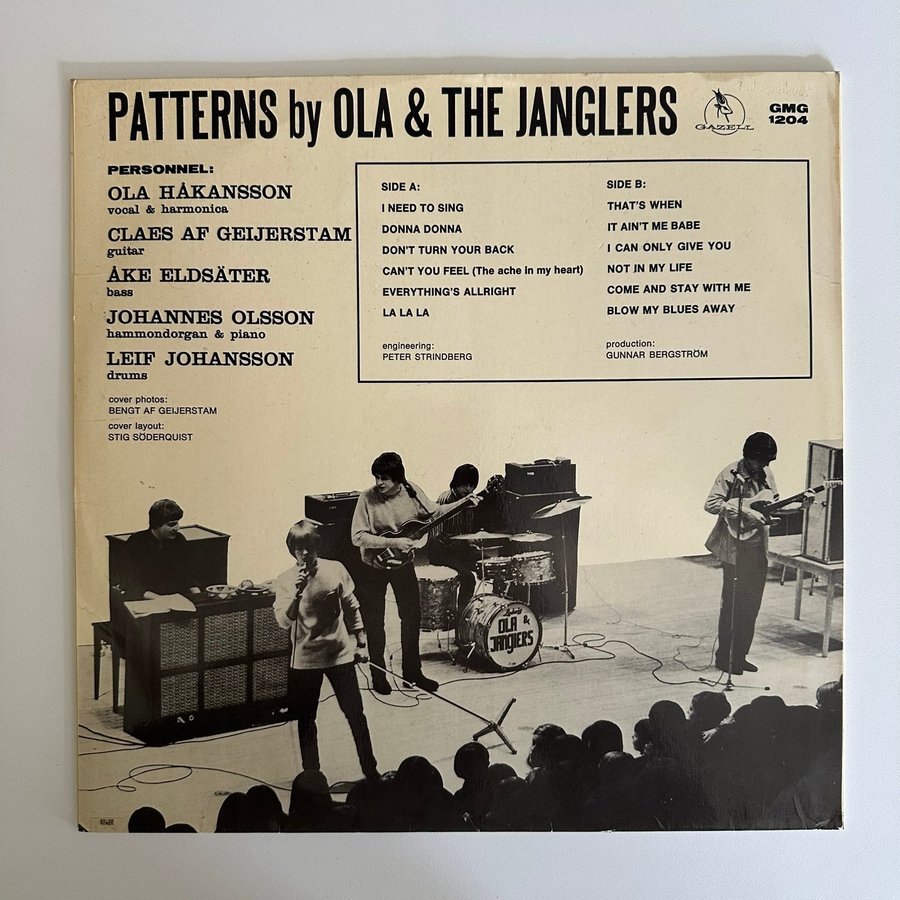 PATTERNS by OLA & THE JANGLERS
GAZELL
GMG
1204
PERSONNEL:
OLA HÅKANSSON
vocal & harmonica
CLAES AF GEIJERSTAM
guitar
ÅKE ELDSÄTER
bass
JOHANNES OLSSON
hammondorgan & piano
LEIF JOHANSSON
drums
cover photos:
BENGT AF GEIJERSTAM
cover layout:
STIG SÖDERQUIST
SIDE A:
I NEED TO SING
DONNA DONNA
DON'T TURN YOUR BACK
CAN'T YOU FEEL (The ache in my heart)
EVERYTHING'S ALLRIGHT
LA LA LA
engineering:
PETER STRINDBERG
SIDE B:
THAT'S WHEN
IT AIN'T ME BABE
I CAN ONLY GIVE YOU
NOT IN MY LIFE
COME AND STAY WITH ME
BLOW MY BLUES AWAY
production:
GUNNAR BERGSTRÖM
Ludwig
OLA &
JANGLERS